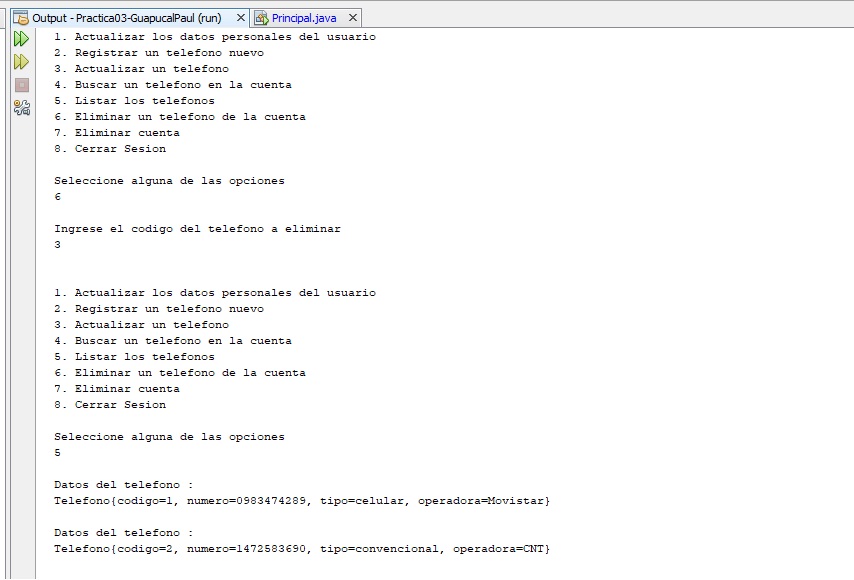 Output - Practica03-GuapucalPaul (run) Principal.java
1. Actualizar los datos personales del usuario
2. Registrar un telefono nuevo
3. Actualizar un telefono
4. Buscar un telefono en la cuenta
5. Listar los telefonos
6. Eliminar un telefono de la cuenta
7. Eliminar cuenta
8. Cerrar Sesion
Seleccione alguna de las opciones
6
Ingrese el codigo del telefono a eliminar
3
1. Actualizar los datos personales del usuario
2. Registrar un telefono nuevo
3. Actualizar un telefono
4. Buscar un telefono en la cuenta
5. Listar los telefonos
6. Eliminar un telefono de la cuenta
7. Eliminar cuenta
8. Cerrar Sesion
Seleccione alguna de las opciones
5
Datos del telefono :
Telefono{codigo=1, numero=0983474289, tipo=celular, operadora=Movistar}
Datos del telefono :
Telefono{codigo=2, numero=1472583690, tipo=convencional, operadora=CNT}